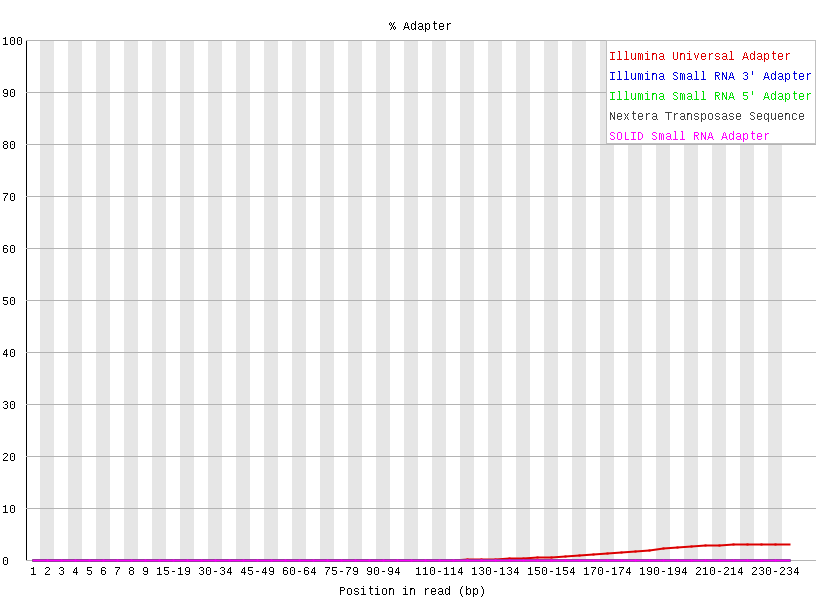 % Adapter
100
90
80
70
60
50
40
30
20
10
0
Illumina Universal Adapter
Illumina Small RNA 3' Adapter
Illumina Small RNA 5' Adapter
Nextera Transposase Sequence
SOLID Small RNA Adapter
1 2 3 4 5 6 7 8 9 15-19 30-34 45-49 60-64 75-79 90-94 110-114 130-134 150-154 170-174 190-194 210-214 230-234
Position in read (bp)